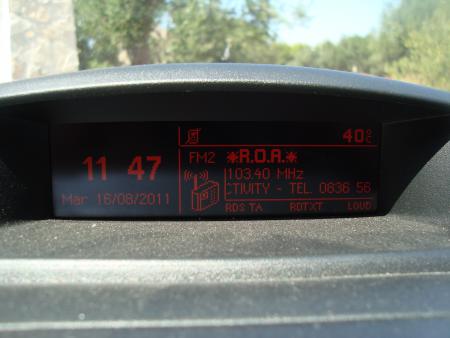 11 47
Mar 16/08/2011
40°C
FM2 ✳R.O.A✳
103.40 MHz
CTIVITY - TEL 0836 56
RDS TA RDTXT LOUD